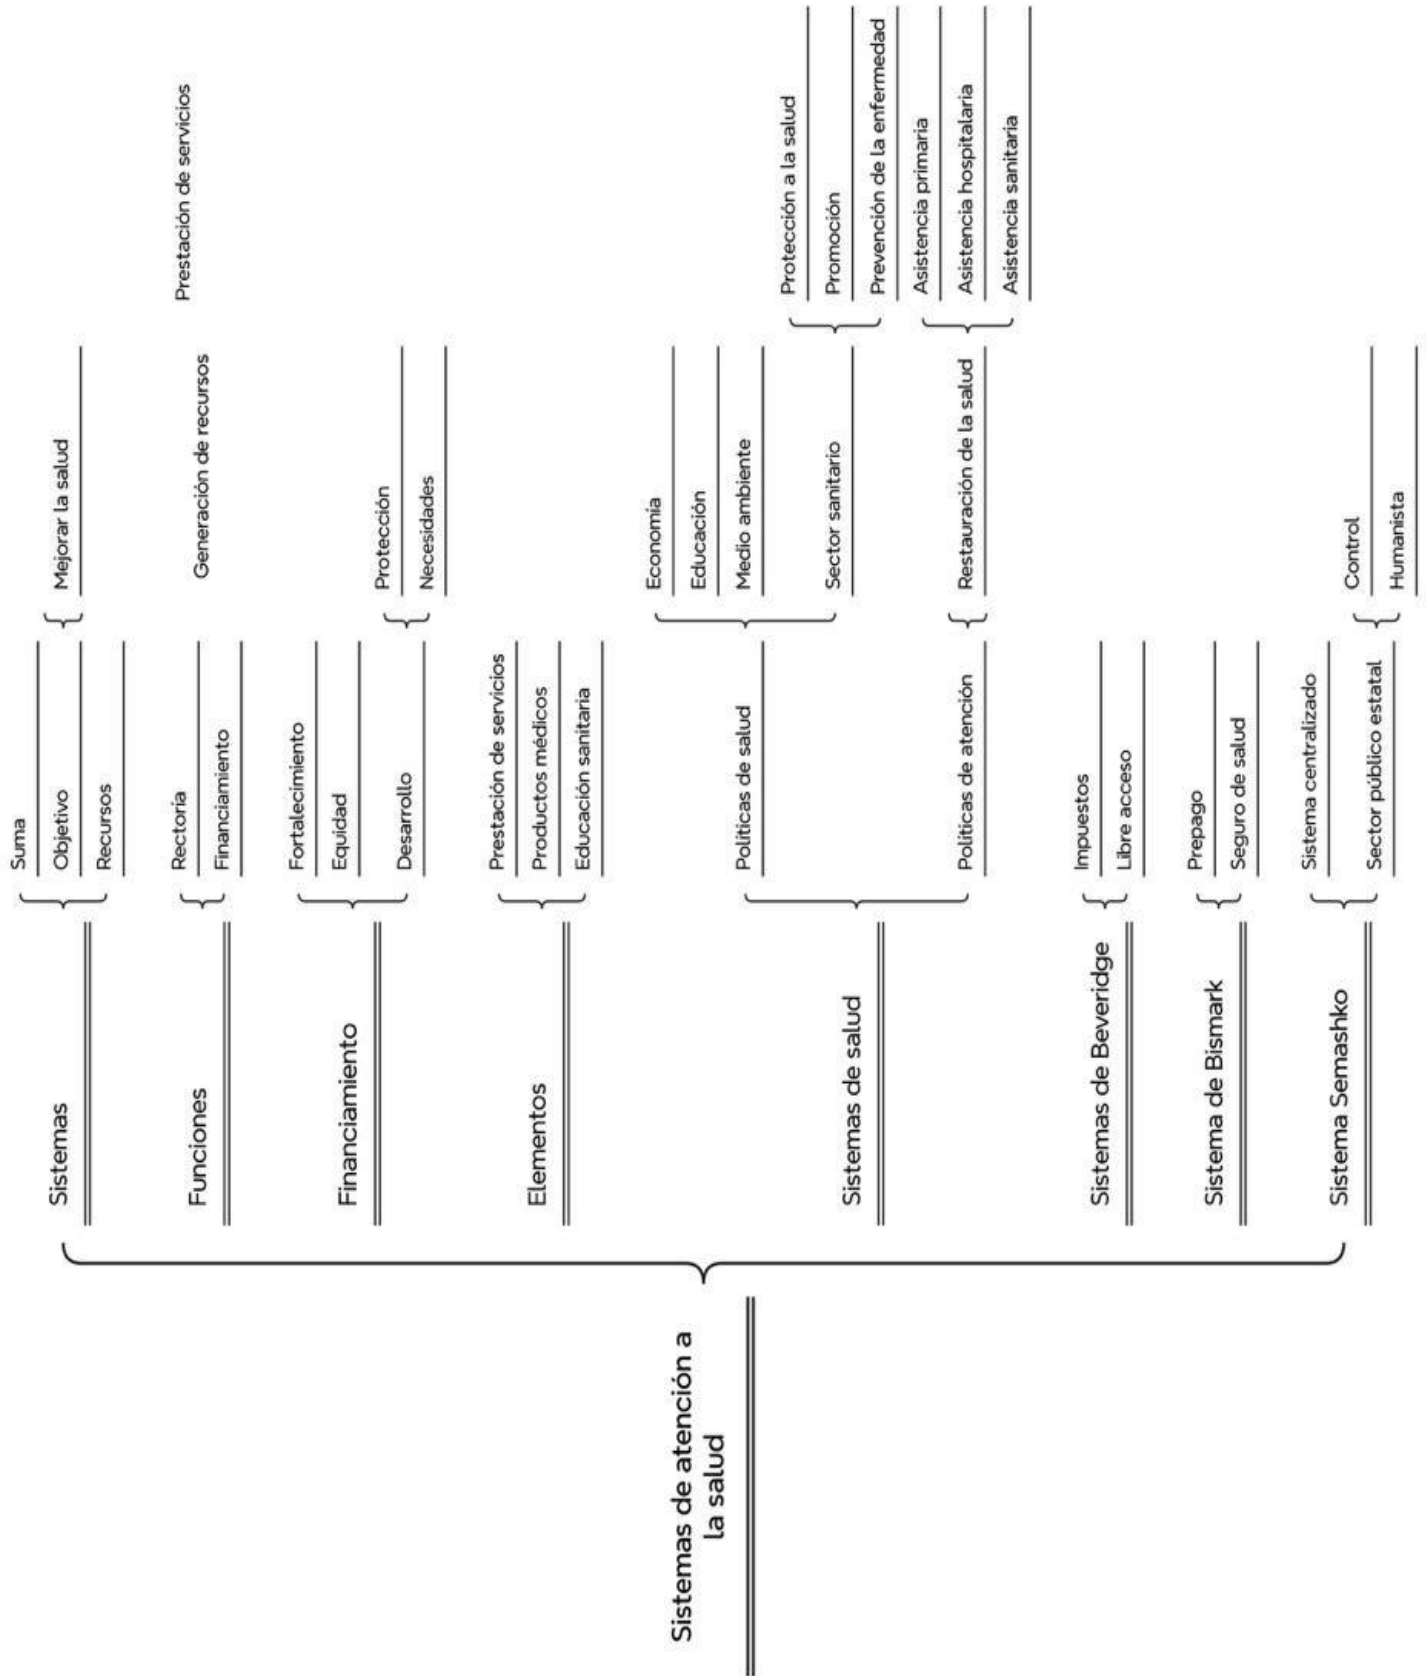 Sistemas de atención a
la salud
Sistemas
Suma
Objetivo
Mejorar la salud
Recursos
Funciones
Rectoría
Financiamiento
Generación de recursos
Prestación de servicios
Financiamiento
Fortalecimiento
Equidad
Desarrollo
Protección
Necesidades
Elementos
Prestación de servicios
Productos médicos
Educación sanitaria
Sistemas de salud
Políticas de salud
Economía
Educación
Medio ambiente
Sector sanitario
Protección a la salud
Promoción
Prevención de la enfermedad
Políticas de atención
Restauración de la salud
Asistencia primaria
Asistencia hospitalaria
Asistencia sanitaria
Sistemas de Beveridge
Impuestos
Libre acceso
Sistema de Bismark
Prepago
Seguro de salud
Sistema Semashko
Sistema centralizado
Sector público estatal
Control
Humanista